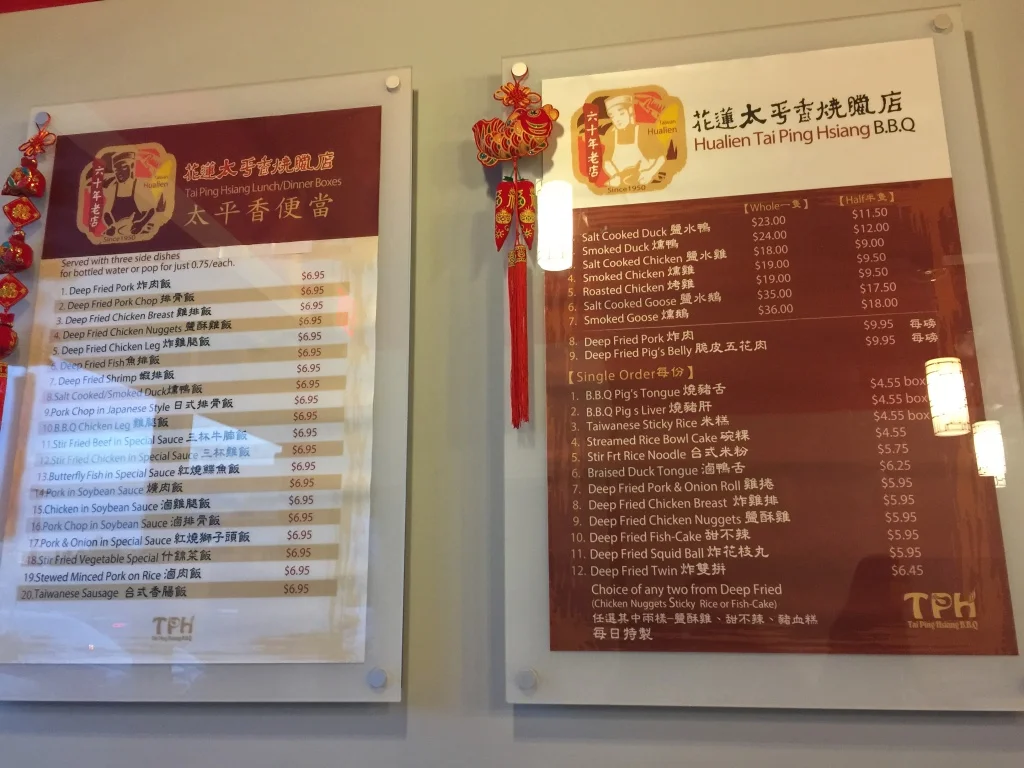 六十年老店
Taiwan
Hualien
Since1950
花蓮太平香燒臘店
Tai Ping Hsiang Lunch/Dinner Boxes
太平香便當
Served with three side dishes
for bottled water or pop for just 0.75/each.
1. Deep Fried Pork 炸肉飯 $6.95
2. Deep Fried Pork Chop 排骨飯 $6.95
3. Deep Fried Chicken Breast 雞排飯 $6.95
4. Deep Fried Chicken Nuggets 鹽酥雞飯 $6.95
5. Deep Fried Chicken Leg 炸雞腿飯 $6.95
6. Deep Fried Fish 魚排飯 $6.95
7. Deep Fried Shrimp 蝦排飯 $6.95
8.Salt Cooked/Smoked Duck 燻鴨飯 $6.95
9.Pork Chop in Japanese Style 日式排骨飯 $6.95
10.B.B.Q Chicken Leg 雞腿飯 $6.95
11.Stir Fried Beef in Special Sauce 三杯牛腩飯 $6.95
12.Stir Fried Chicken in Special Sauce 三杯雞飯 $6.95
13.Butterfly Fish in Special Sauce 紅燒鯧魚飯 $6.95
14.Pork in Soybean Sauce 爌肉飯 $6.95
15.Chicken in Soybean Sauce 滷雞腿飯 $6.95
16.Pork Chop in Soybean Sauce 滷排骨飯 $6.95
17.Pork & Onion in Special Sauce 紅燒獅子頭飯 $6.95
18.Stir Fried Vegetable Special 什錦菜飯 $6.95
19.Stewed Minced Pork on Rice 滷肉飯 $6.95
20.Taiwanese Sausage 台式香腸飯 $6.95
TPH
Tai Ping Hsiang B.B.Q
六十年老店
Taiwan
Hualien
Since1950
花蓮太平香燒臘店
Hualien Tai Ping Hsiang B.B.Q
【Whole一隻】 【Half半隻】
Salt Cooked Duck 鹽水鴨 $23.00 $11.50
Smoked Duck 燻鴨 $24.00 $12.00
Salt Cooked Chicken 鹽水雞 $18.00 $9.00
4. Smoked Chicken 燻雞 $19.00 $9.50
5. Roasted Chicken 烤雞 $19.00 $9.50
6. Salt Cooked Goose 鹽水鵝 $35.00 $17.50
7. Smoked Goose 燻鵝 $36.00 $18.00
8. Deep Fried Pork 炸肉 $9.95 每磅
9. Deep Fried Pig's Belly 脆皮五花肉 $9.95 每磅
【Single Order每份】
1. B.B.Q Pig's Tongue 燒豬舌 $4.55 box
2. B.B.Q Pig s Liver 燒豬肝 $4.55 box
3. Taiwanese Sticky Rice 米糕 $4.55 box
4. Streamed Rice Bowl Cake 碗粿 $4.55
5. Stir Frt Rice Noodle 台式米粉 $5.75
6. Braised Duck Tongue 滷鴨舌 $6.25
7. Deep Fried Pork & Onion Roll 雞捲 $5.95
8. Deep Fried Chicken Breast 炸雞排 $5.95
9. Deep Fried Chicken Nuggets 鹽酥雞 $5.95
10. Deep Fried Fish-Cake 甜不辣 $5.95
11. Deep Fried Squid Ball 炸花枝丸 $5.95
12. Deep Fried Twin 炸雙拼 $6.45
Choice of any two from Deep Fried
(Chicken Nuggets Sticky Rice or Fish-Cake)
任選其中兩樣–鹽酥雞、甜不辣、豬血糕
每日特製
TPH
Tai Ping Hsiang B.B.Q